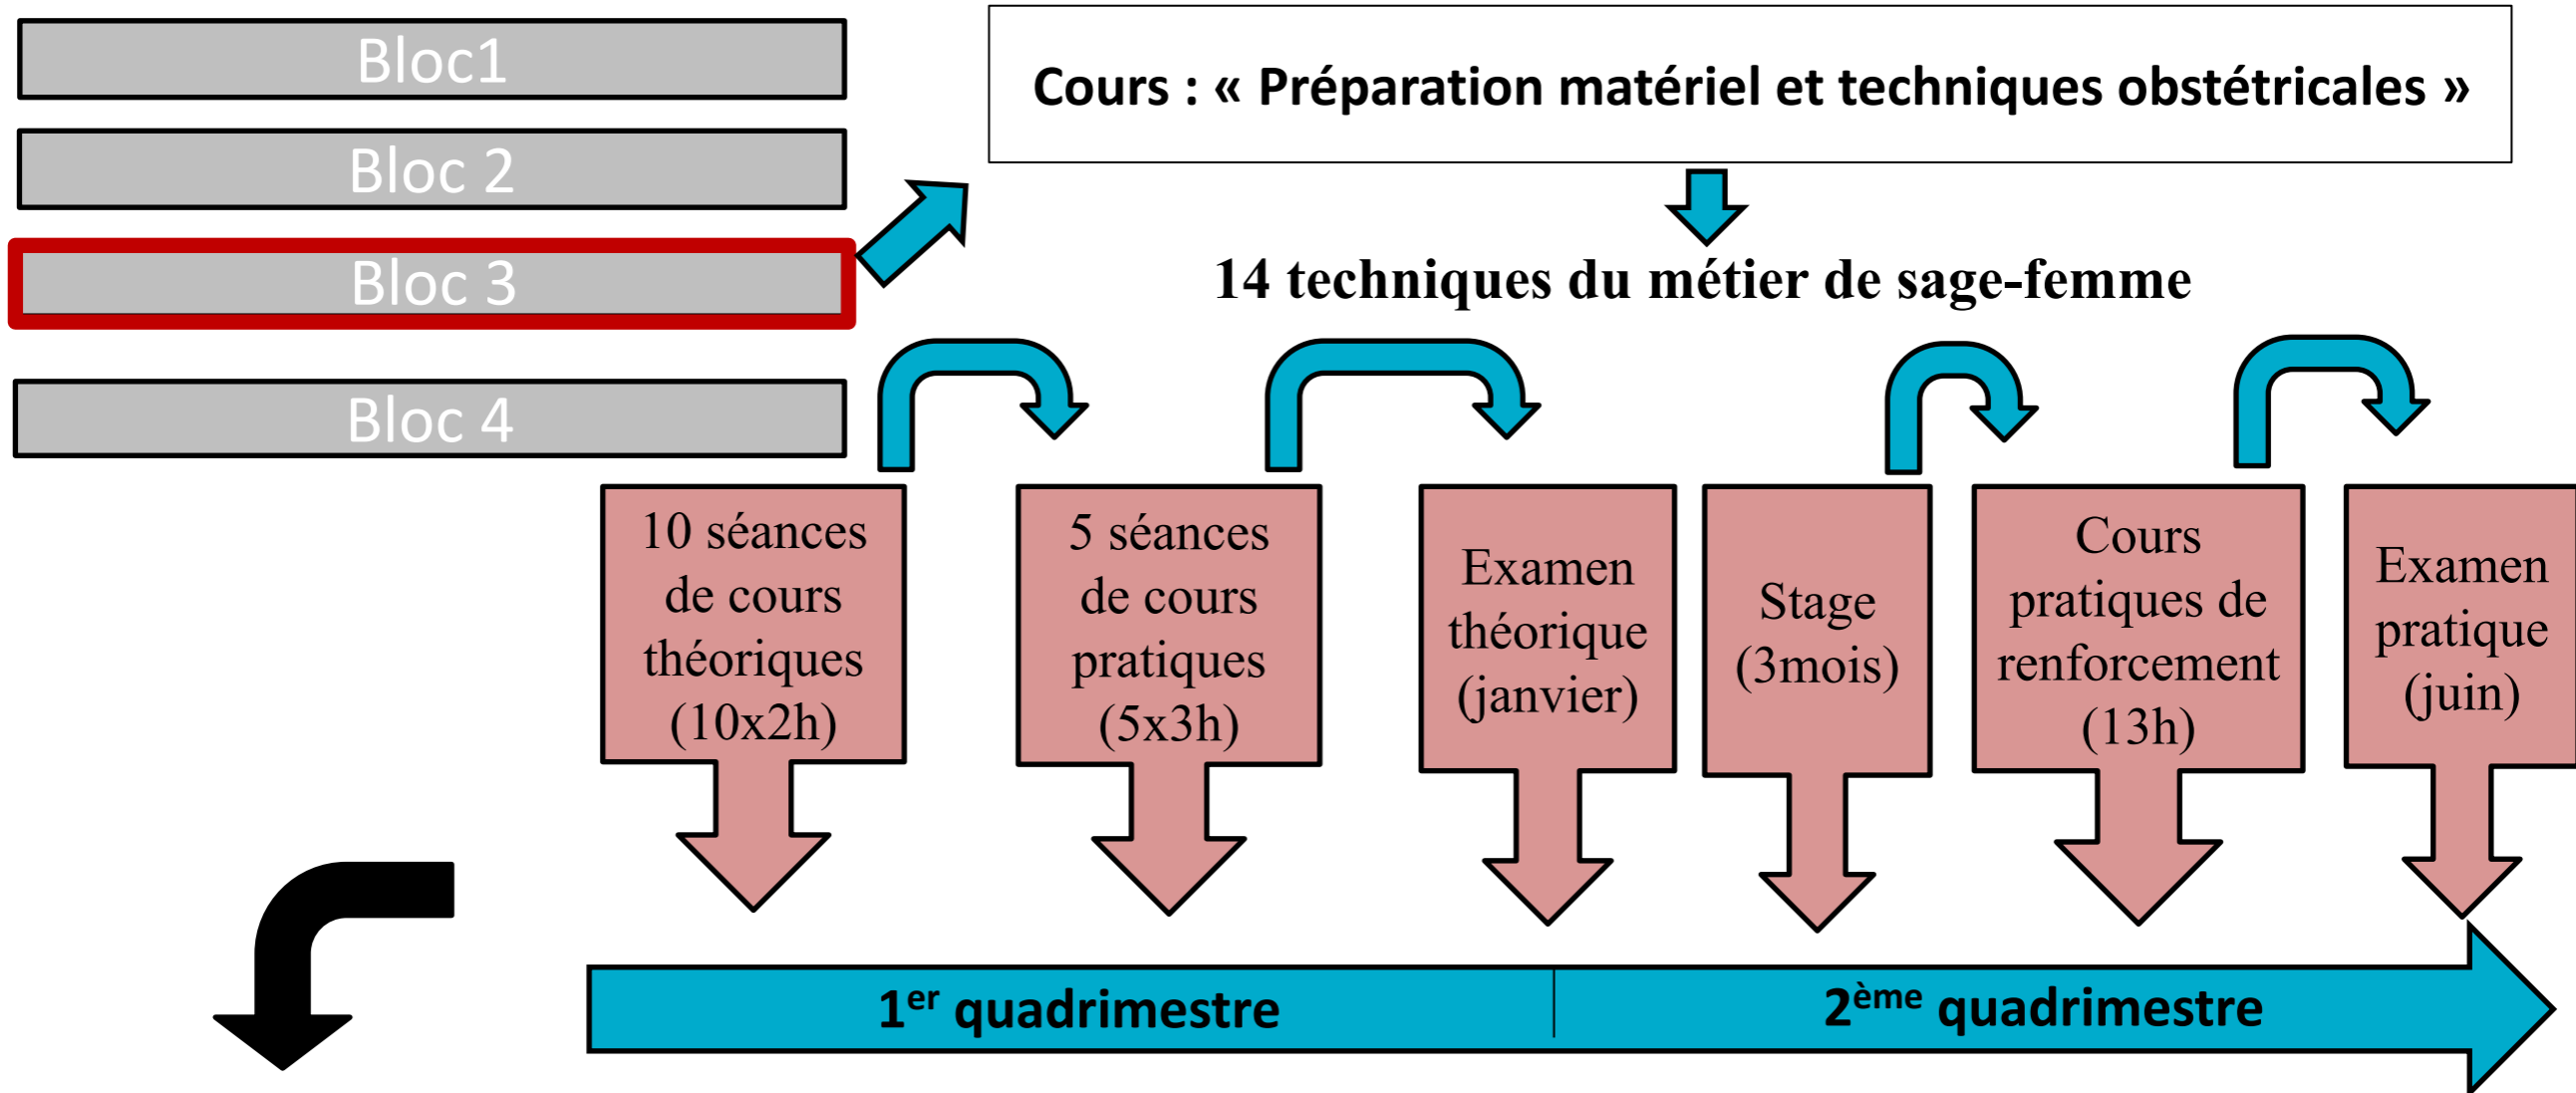 Bloc1
Bloc 2
Bloc 3
Bloc 4
Cours : « Préparation matériel et techniques obstétricales »
14 techniques du métier de sage-femme
10 séances
de cours
théoriques
(10x2h)
5 séances
de cours
pratiques
(5x3h)
Examen
théorique
(janvier)
Stage
(3mois)
Cours
pratiques de
renforcement
(13h)
Examen
pratique
(juin)
1er quadrimestre
2ème quadrimestre